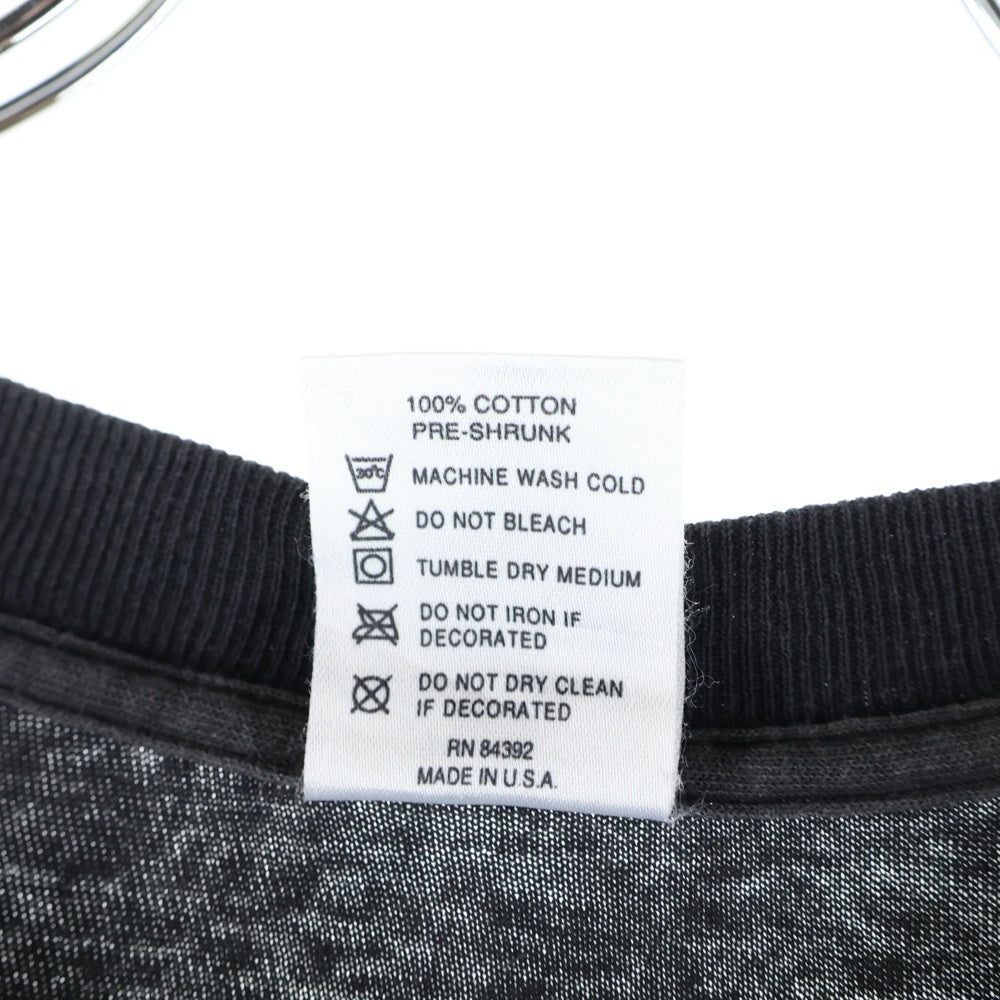 100% COTTON
PRE-SHRUNK
30°C
MACHINE WASH COLD
DO NOT BLEACH
TUMBLE DRY MEDIUM
DO NOT IRON IF
DECORATED
DO NOT DRY CLEAN
IF DECORATED
RN 84392
MADE IN U.S.A.